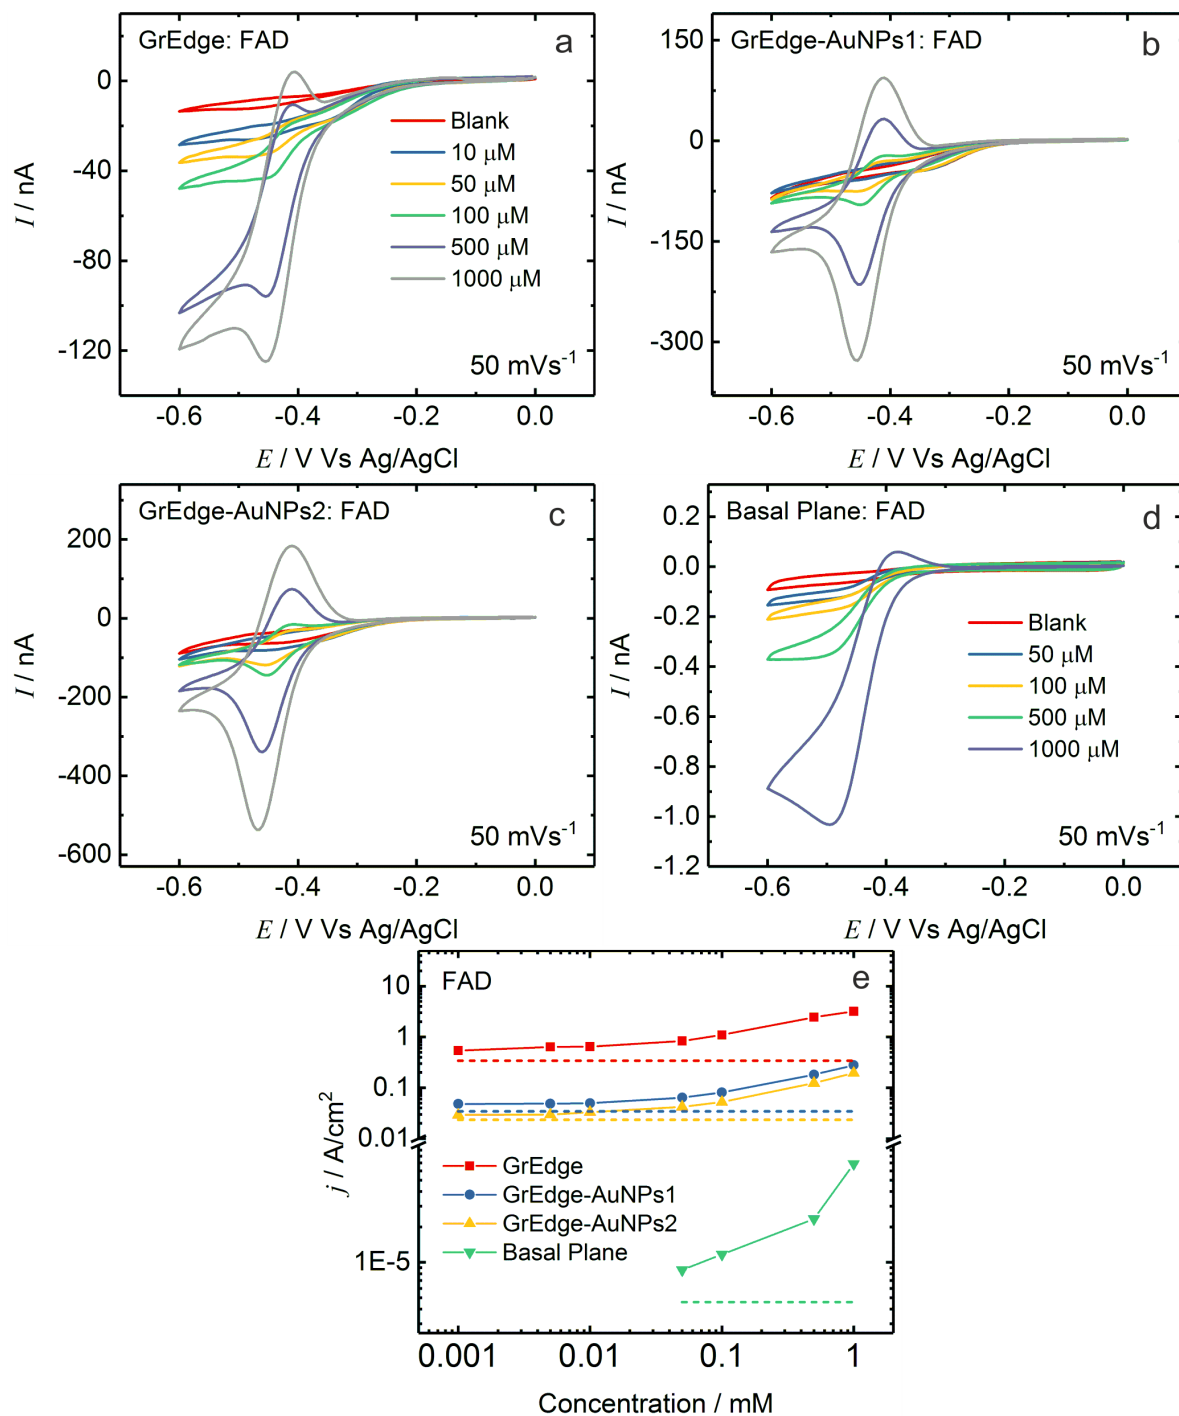 GrEdge: FAD
a
0
-40
-80
-120
I / nA
Blank
10 μM
50 μM
100 μM
500 μM
1000 μM
50 mVs-1
-0.6
-0.4
-0.2
0.0
E / V Vs Ag/AgCl
GrEdge-AuNPs1: FAD
b
150
0
-150
-300
I / nA
50 mVs-1
-0.6
-0.4
-0.2
0.0
E / V Vs Ag/AgCl
GrEdge-AuNPs2: FAD
c
200
0
-200
-400
-600
I / nA
50 mVs-1
-0.6
-0.4
-0.2
0.0
E / V Vs Ag/AgCl
Basal Plane: FAD
d
0.2
0.0
-0.2
-0.4
-0.6
-0.8
-1.0
-1.2
I / nA
Blank
50 μM
100 μM
500 μM
1000 μM
50 mVs-1
-0.6
-0.4
-0.2
0.0
E / V Vs Ag/AgCl
FAD
e
10
1
0.1
0.01
1E-5
j / A/cm2
GrEdge
GrEdge-AuNPs1
GrEdge-AuNPs2
Basal Plane
0.001
0.01
0.1
1
Concentration / mM